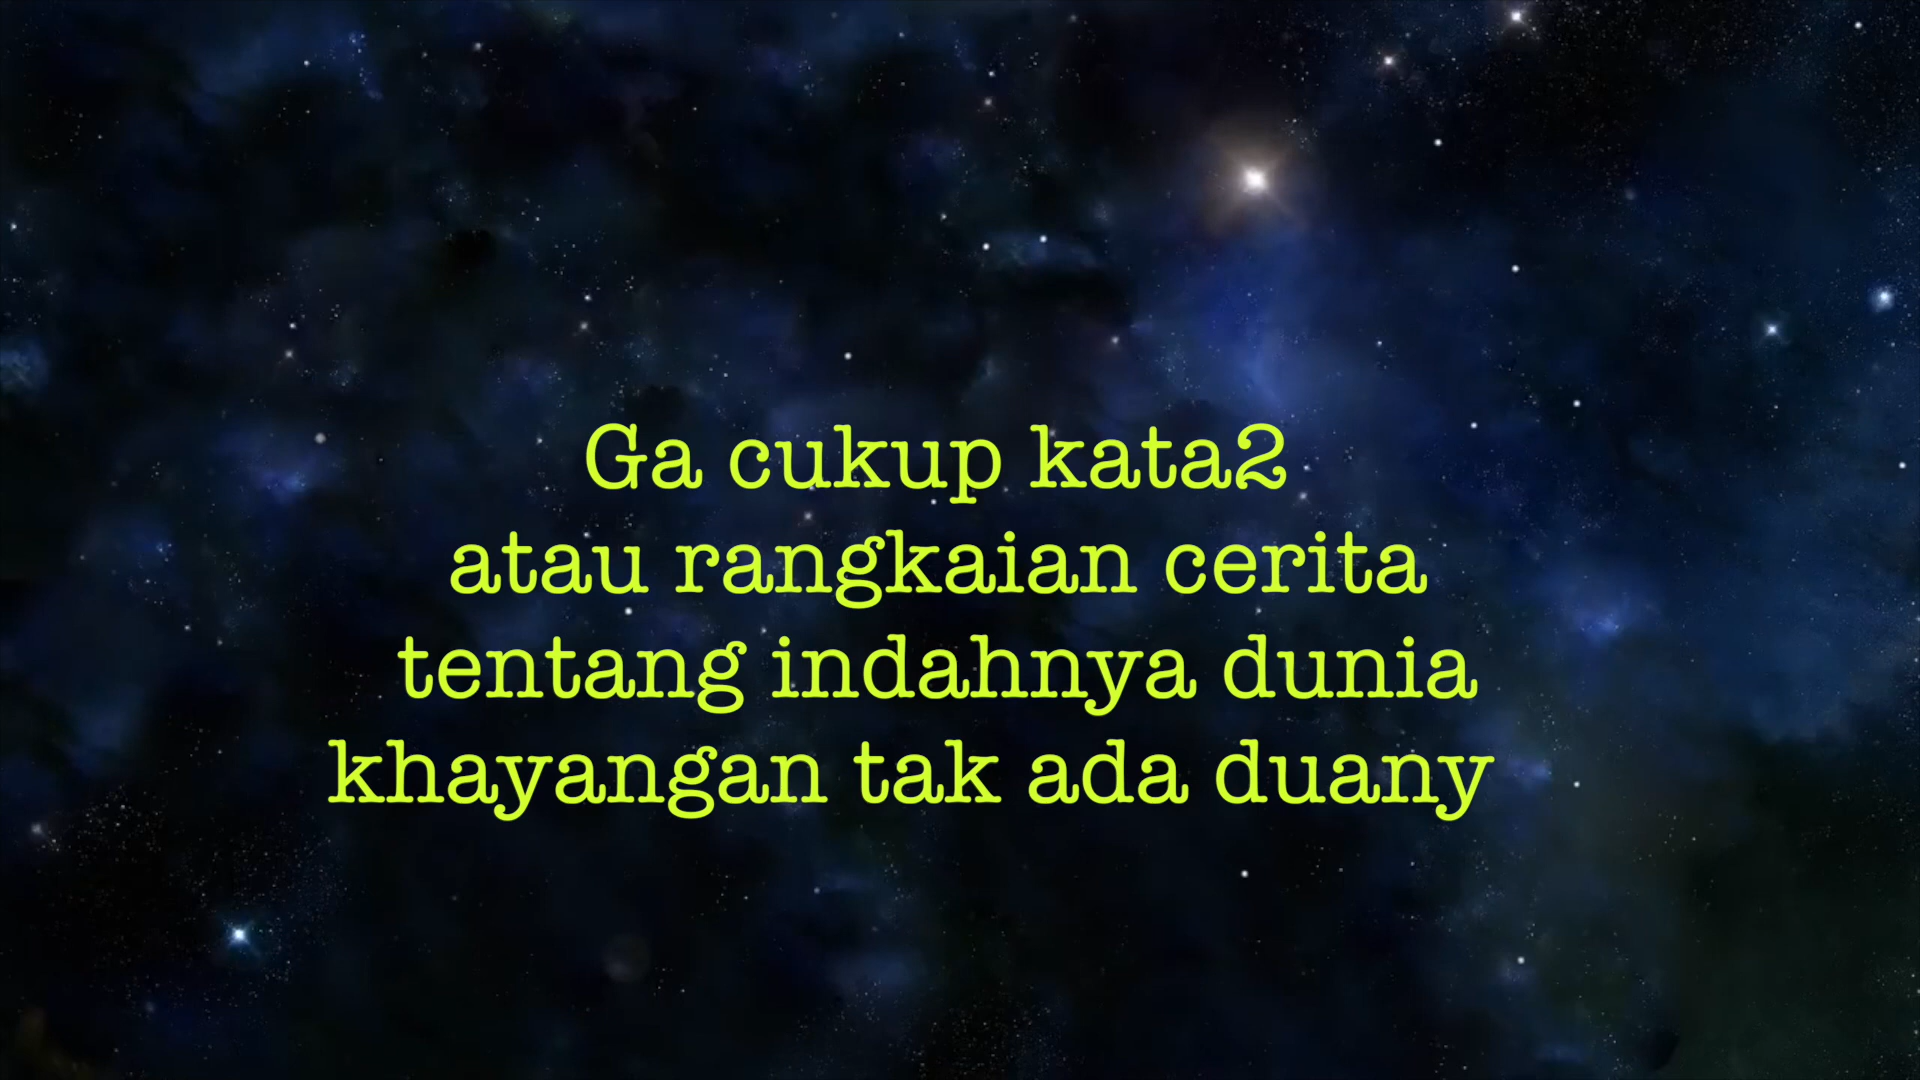 Ga cukup kata2
atau rangkaian cerita
tentang indahnya dunia
khayangan tak ada duany